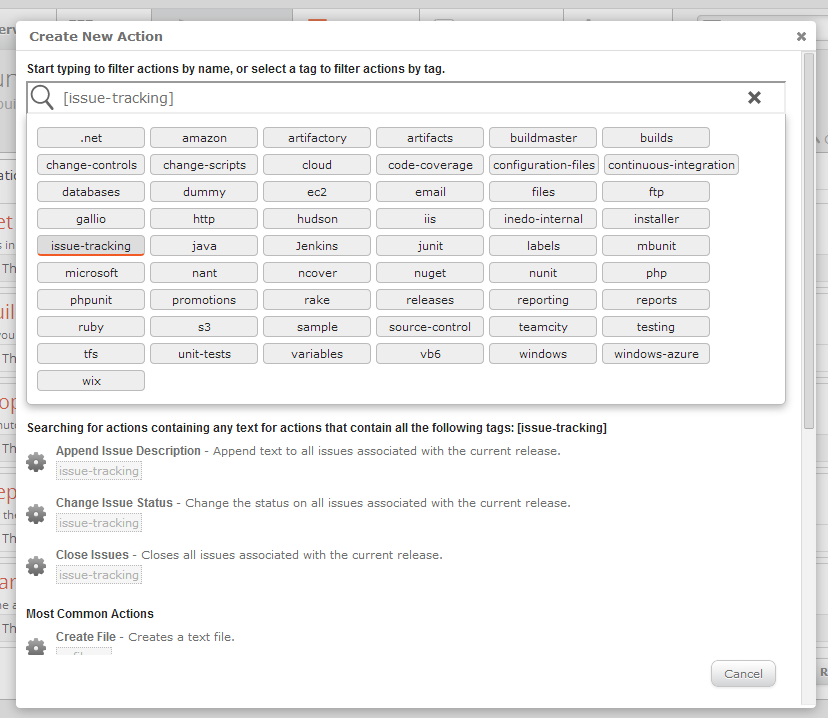 Create New Action
Start typing to filter actions by name, or select a tag to filter actions by tag.
[issue-tracking]
.net amazon artifactory artifacts buildmaster builds
change-controls change-scripts cloud code-coverage configuration-files continuous-integration
databases dummy ec2 email files ftp
gallio http hudson iis inedo-internal installer
issue-tracking java Jenkins junit labels mbunit
microsoft nant ncover nuget nunit php
phpunit promotions rake releases reporting reports
ruby s3 sample source-control teamcity testing
tfs unit-tests variables vb6 windows windows-azure
wix
Searching for actions containing any text for actions that contain all the following tags: [issue-tracking]
Append Issue Description - Append text to all issues associated with the current release.
issue-tracking
Change Issue Status - Change the status on all issues associated with the current release.
issue-tracking
Close Issues - Closes all issues associated with the current release.
issue-tracking
Most Common Actions
Create File - Creates a text file.
Cancel